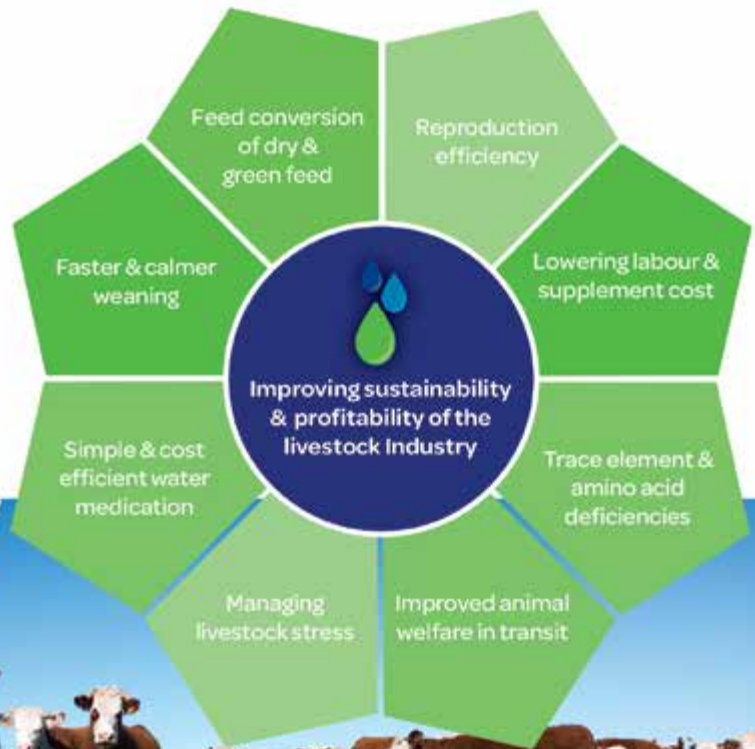 Feed conversion
of dry &
green feed
Reproduction
efficiency
Faster & calmer
weaning
Lowering labour &
supplement cost
Improving sustainability
& profitability of the
livestock Industry
Simple & cost
efficient water
medication
Trace element &
amino acid
deficiencies
Managing
livestock stress
Improved animal
welfare in transit